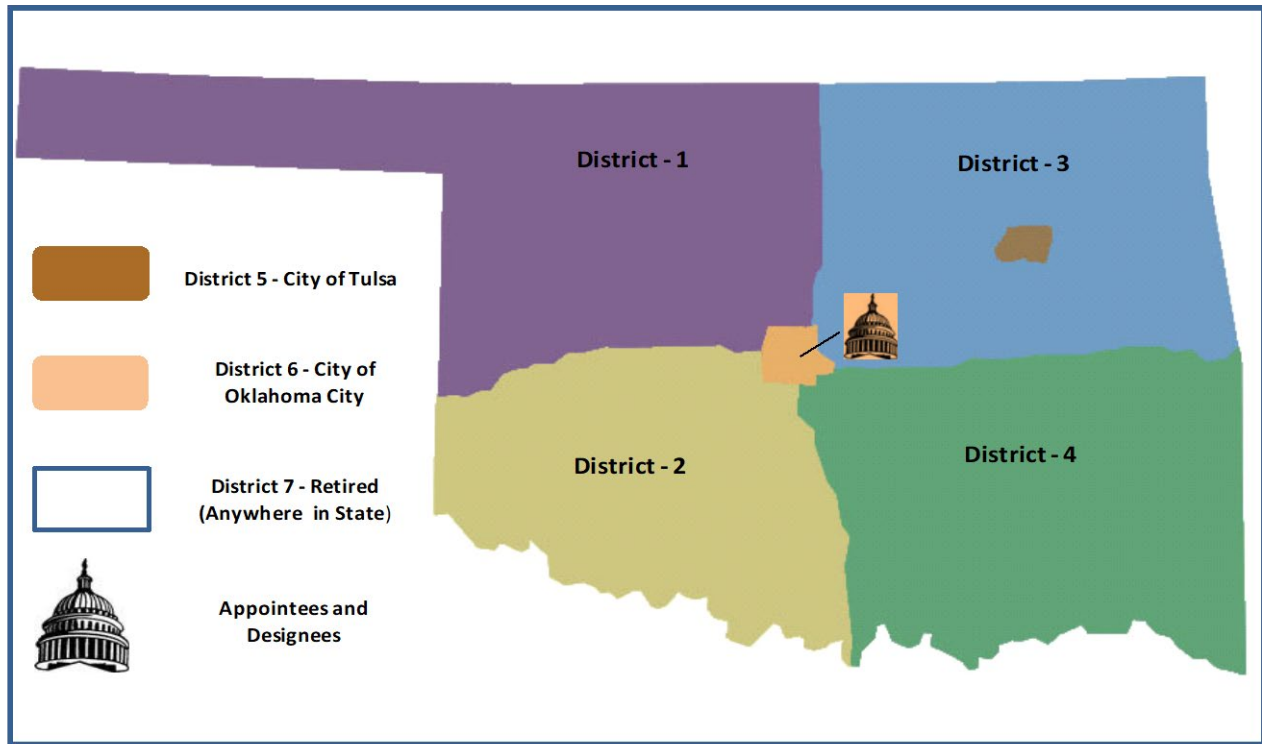 District - 1
District - 3
District 5 - City of Tulsa
District 6 - City of
Oklahoma City
District - 2
District - 4
District 7 - Retired
(Anywhere in State)
Appointees and
Designees